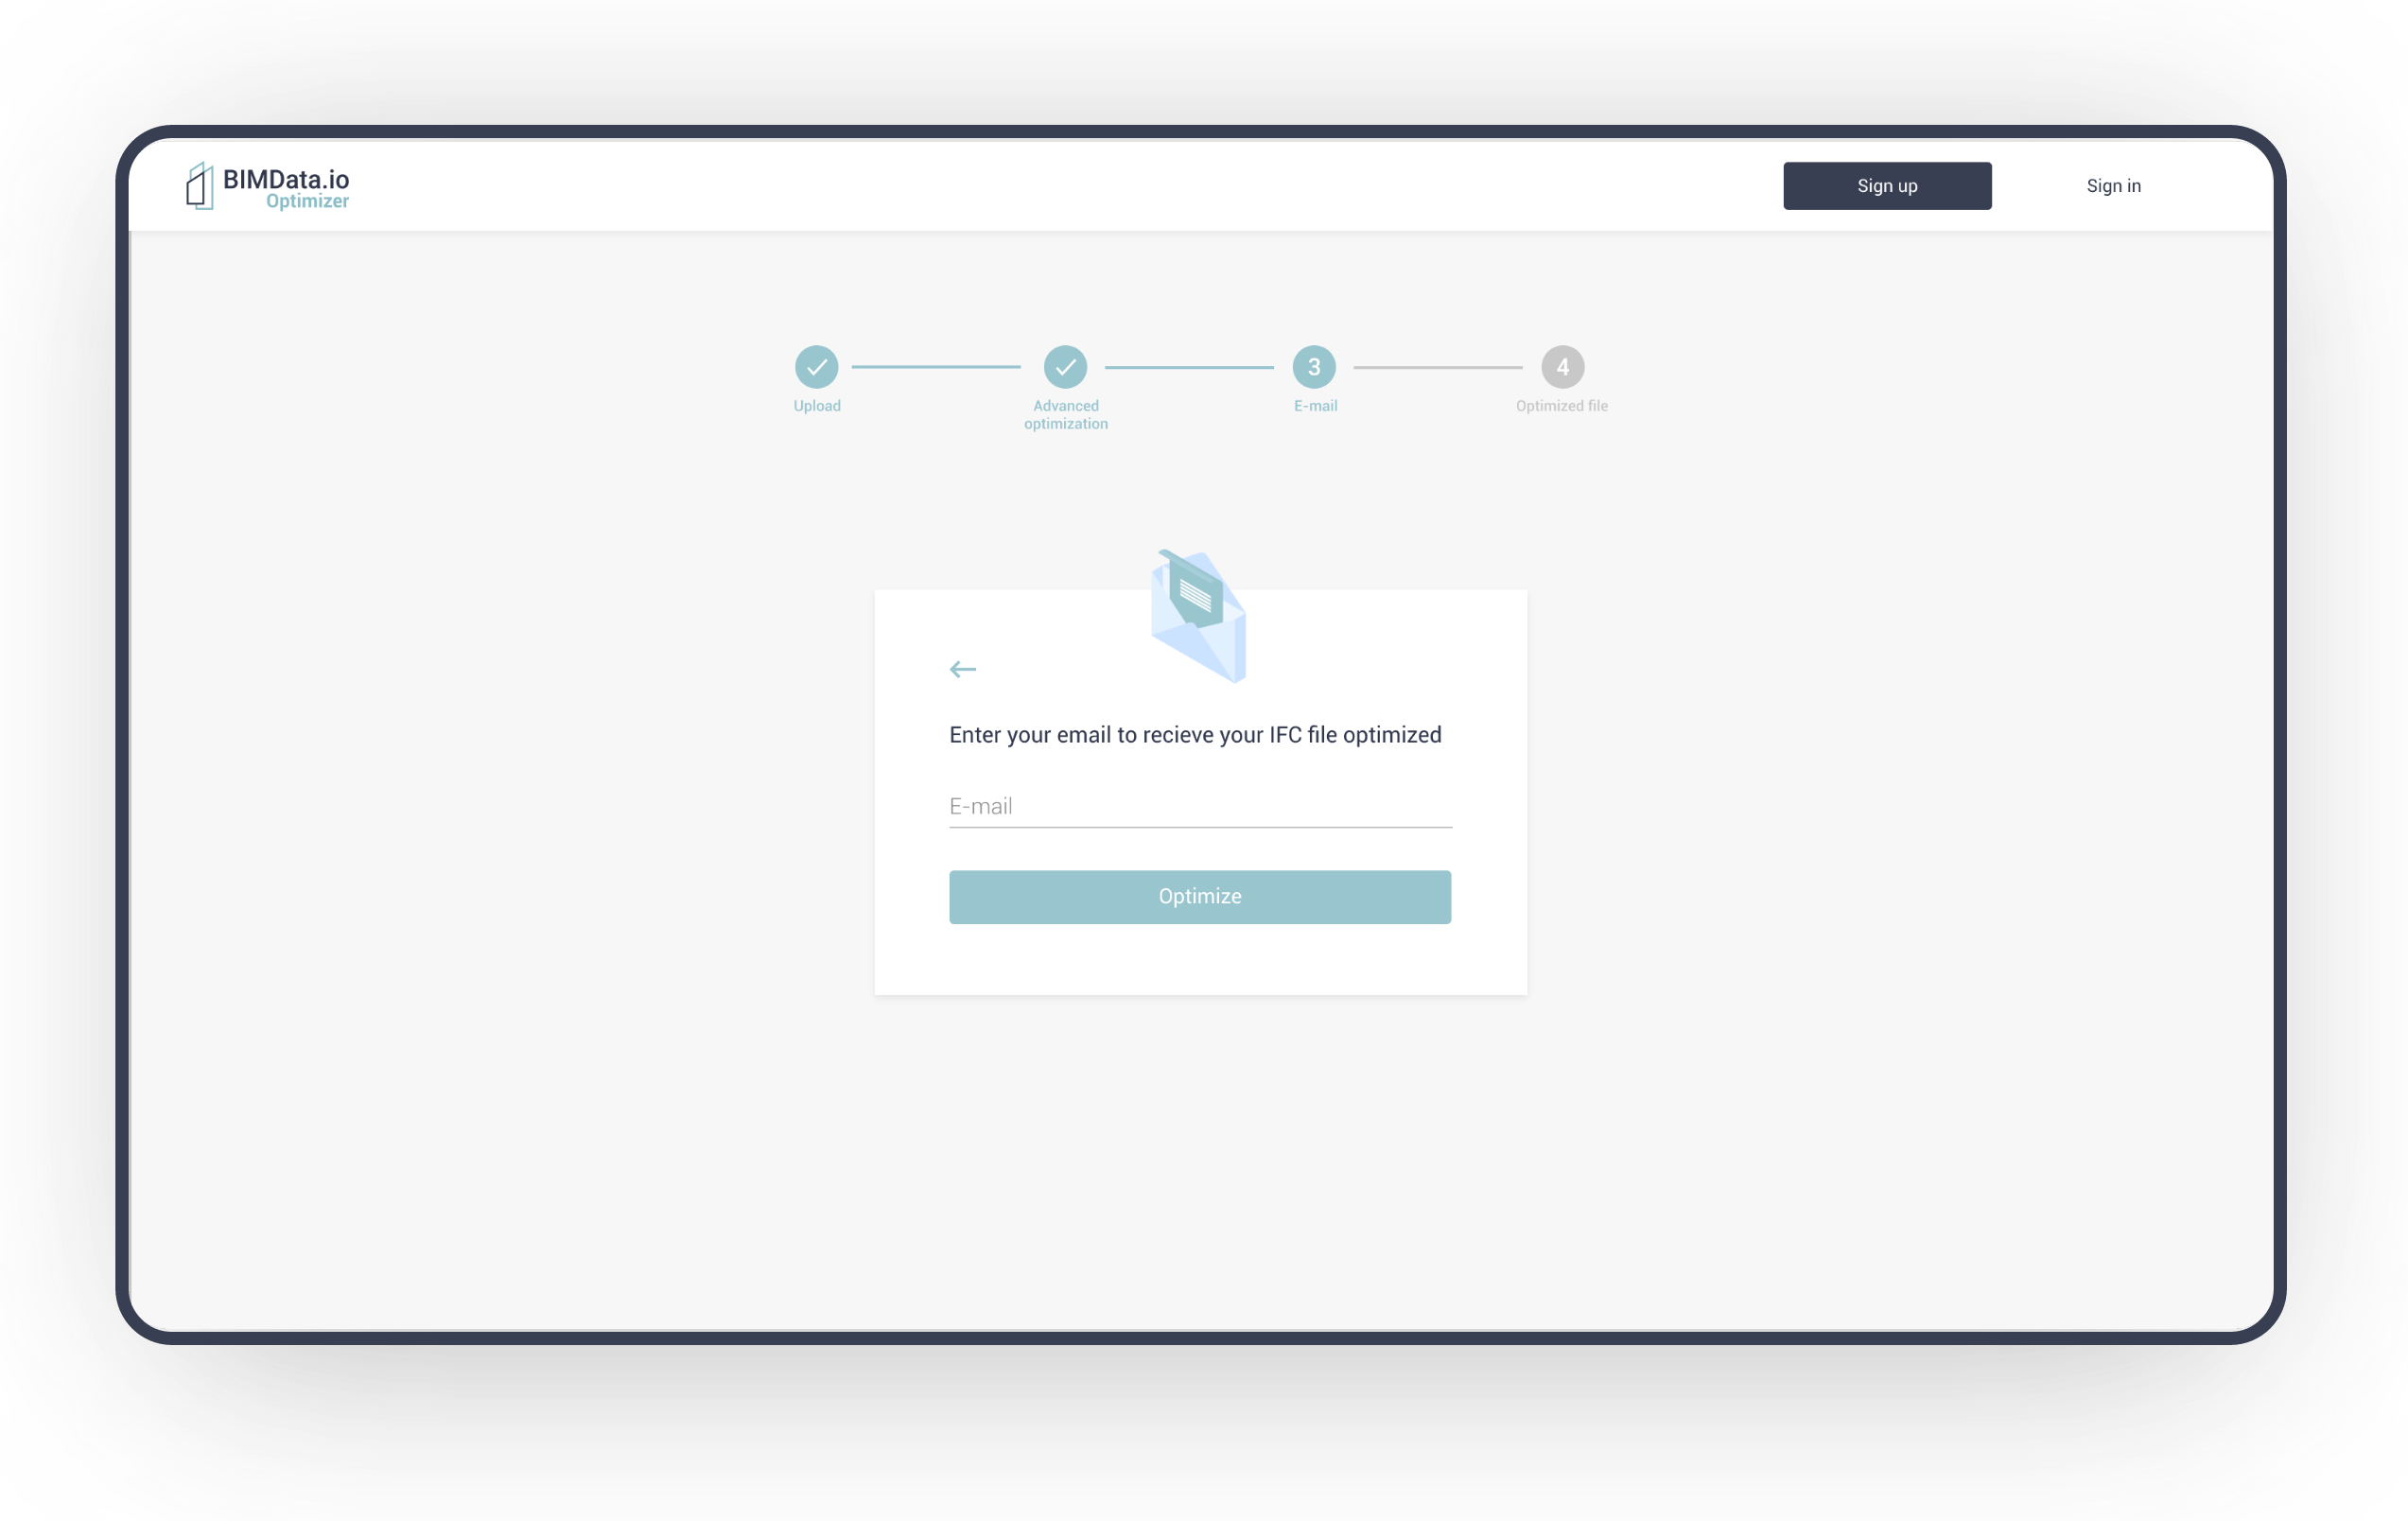 BIMData.io
Optimizer
Sign up
Sign in
3
4
Upload
Advanced
optimization
E-mail
Optimized file
Enter your email to recieve your IFC file optimized
E-mail
Optimize